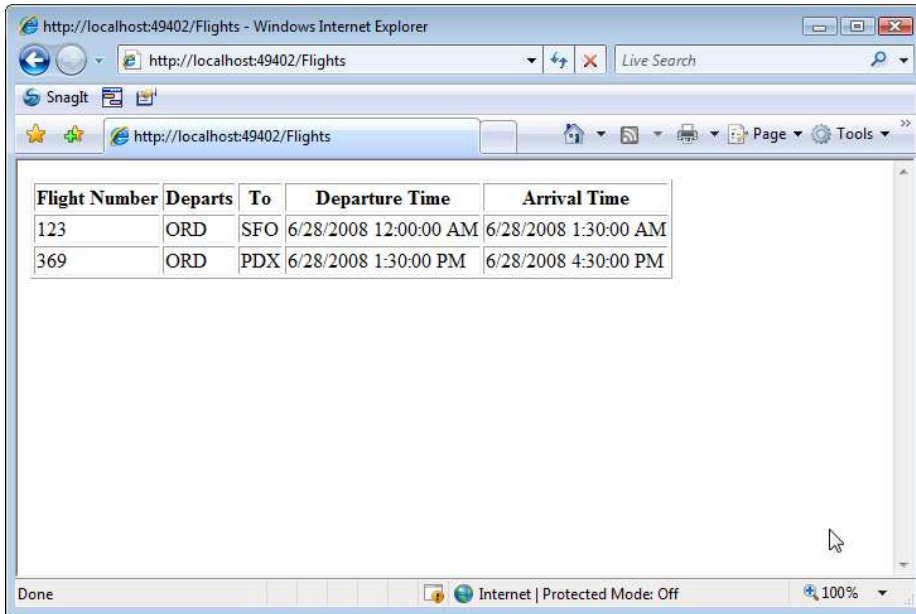 http://localhost:49402/Flights - Windows Internet Explorer
http://localhost:49402/Flights Live Search
SnagIt
http://localhost:49402/Flights Page Tools
Flight Number Departs To Departure Time Arrival Time
123 ORD SFO 6/28/2008 12:00:00 AM 6/28/2008 1:30:00 AM
369 ORD PDX 6/28/2008 1:30:00 PM 6/28/2008 4:30:00 PM
Done Internet | Protected Mode: Off 100%